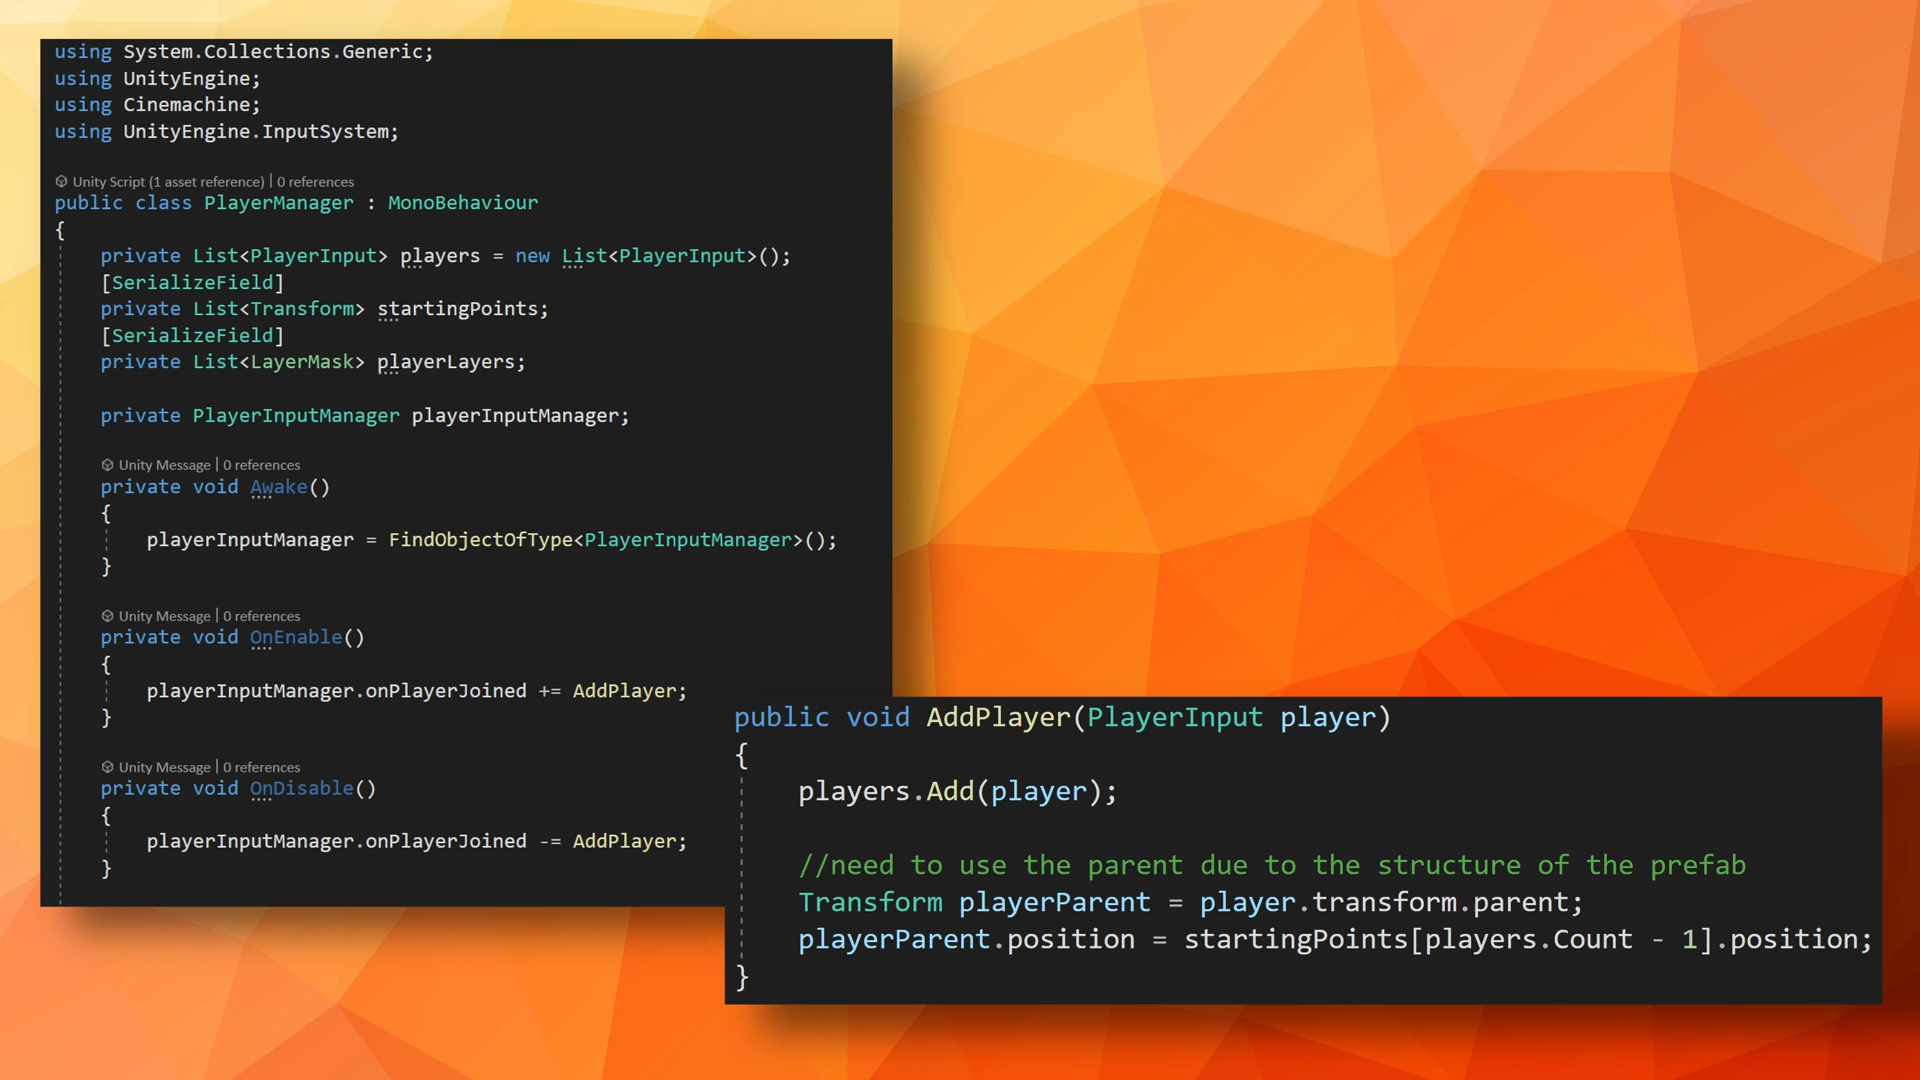 using System.Collections.Generic;
using UnityEngine;
using Cinemachine;
using UnityEngine.InputSystem;
Unity Script (1 asset reference) | 0 references
public class PlayerManager : MonoBehaviour
{
private List<PlayerInput> players = new List<PlayerInput>();
[SerializeField]
private List<Transform> startingPoints;
[SerializeField]
private List<LayerMask> playerLayers;
private PlayerInputManager playerInputManager;
Unity Message | 0 references
private void Awake()
{
playerInputManager = FindObjectOfType<PlayerInputManager>();
}
Unity Message | 0 references
private void OnEnable()
{
playerInputManager.onPlayerJoined += AddPlayer;
}
Unity Message | 0 references
private void OnDisable()
{
playerInputManager.onPlayerJoined -= AddPlayer;
}
public void AddPlayer(PlayerInput player)
{
players.Add(player);
//need to use the parent due to the structure of the prefab
Transform playerParent = player.transform.parent;
playerParent.position = startingPoints[players.Count - 1].position;
}